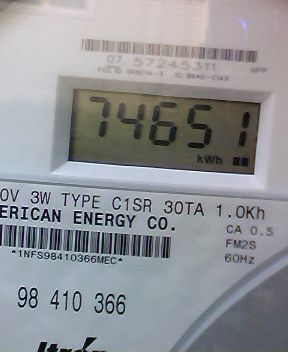 07 57245311
74651
kWh
0V 3W TYPE C1SR 30TA 1.0Kh
ERICAN ENERGY CO.
CA 0.5
FM2S
60Hz
*1NFS98410366MEC*
98 410 366
Itrón